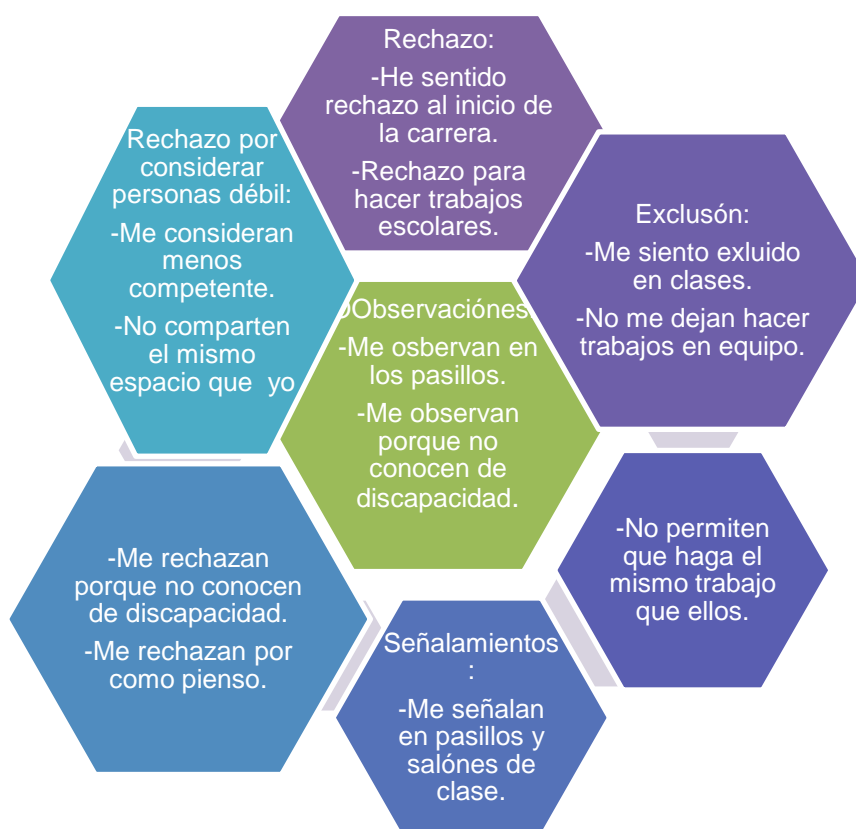 Rechazo:
-He sentido
rechazo al inicio de
la carrera.
-Rechazo para
hacer trabajos
escolares.
Rechazo por
considerar
personas débil:
-Me consideran
menos
competente.
-No comparten
el mismo
espacio que yo
Exclusón:
-Me siento exluido
en clases.
-No me dejan hacer
trabajos en equipo.
OObservaciónes
-Me osbervan en
los pasillos.
-Me observan
porque no
conocen de
discapacidad.
-No permiten
que haga el
mismo trabajo
que ellos.
-Me rechazan
porque no conocen
de discapacidad.
-Me rechazan por
como pienso.
Señalamientos
:
-Me señalan
en pasillos y
salónes de
clase.